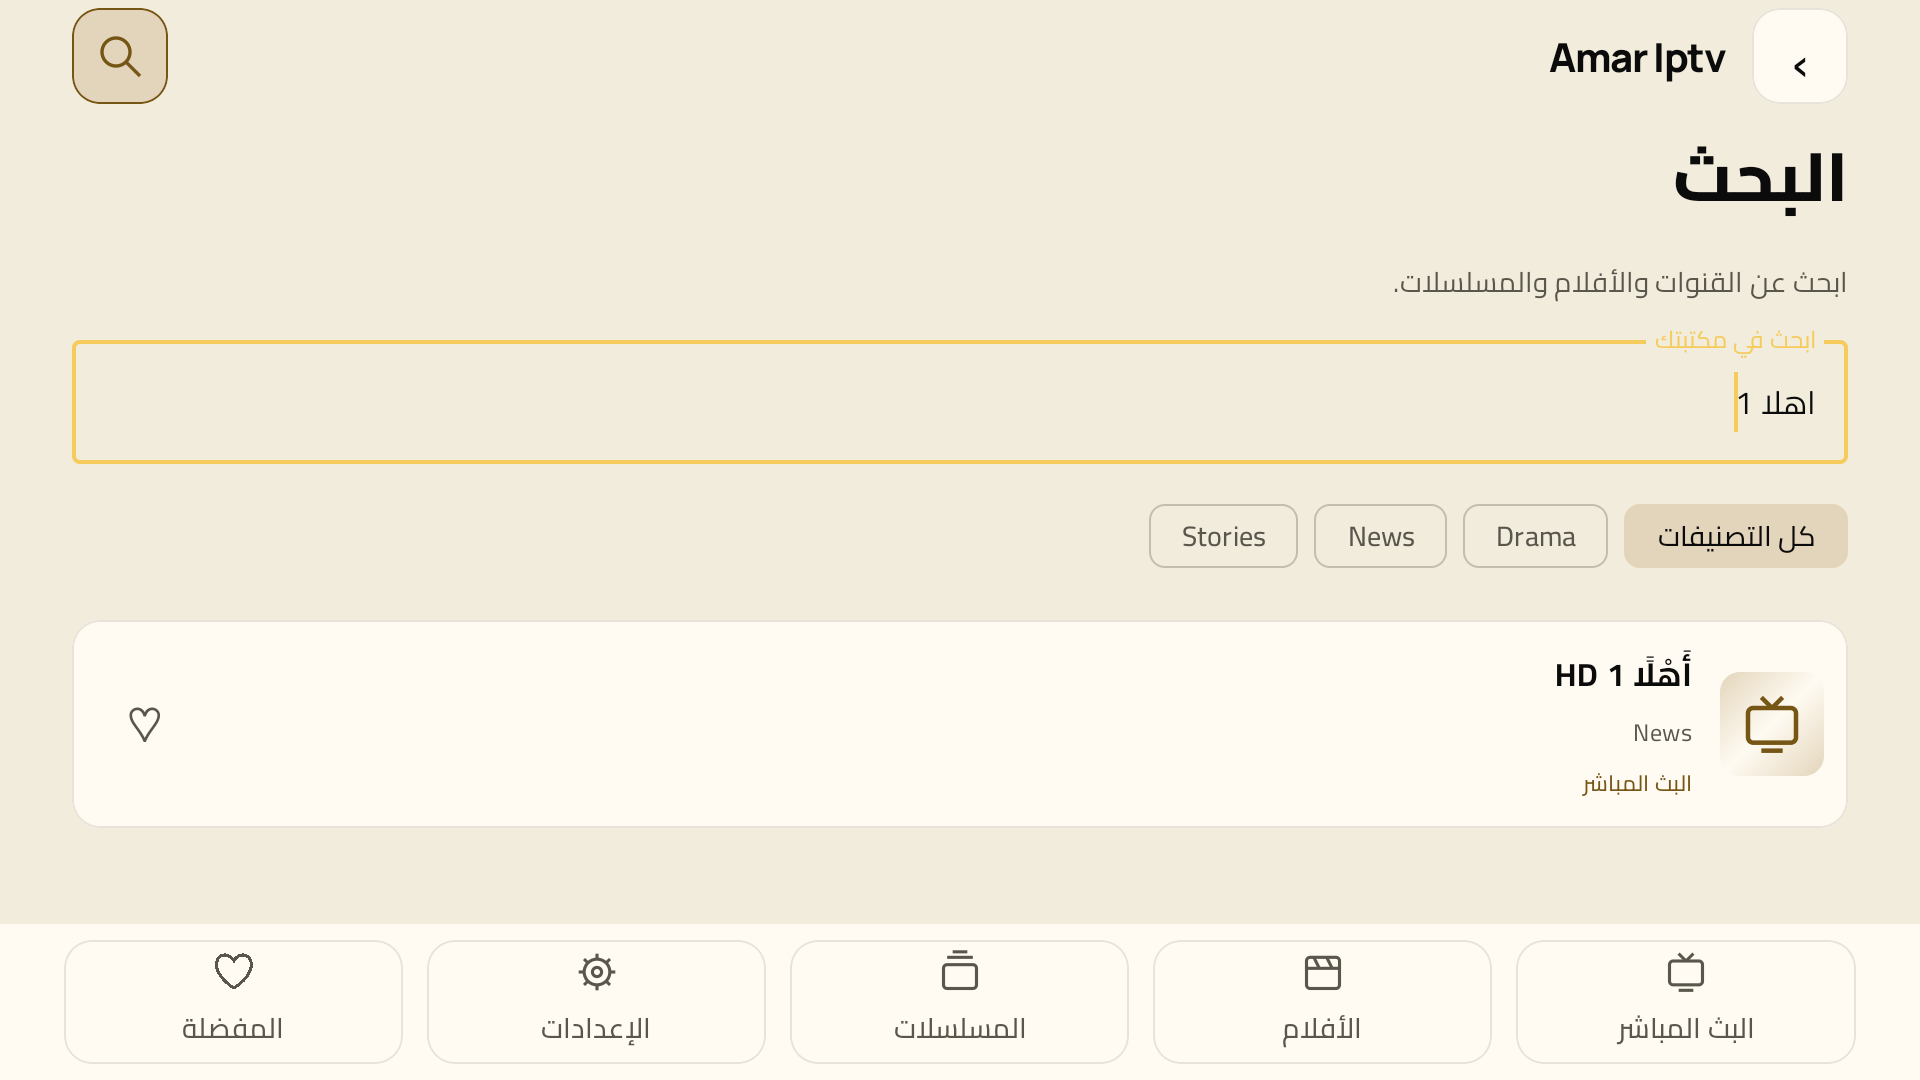 Amar Iptv
البحث
ابحث عن القنوات والأفلام والمسلسلات.
ابحث في مكتبتك
اهلا 1
كل التصنيفات
Drama
News
Stories
أَهْلًَا 1 HD
News
البث المباشر
البث المباشر
الأفلام
المسلسلات
الإعدادات
المفضلة